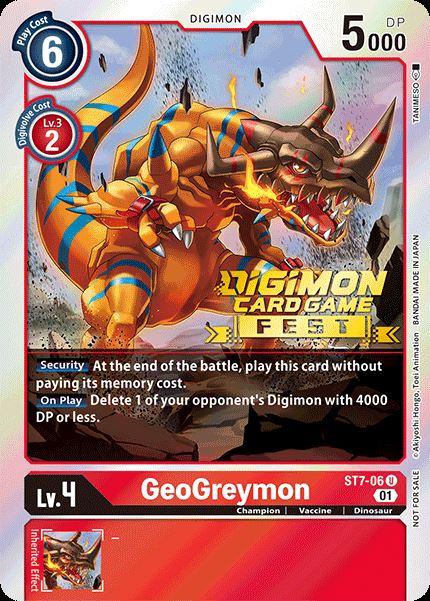 Play Cost
6
DIGIMON
DP
5000
Digivolve Cost
Lv.3
2
TANIMESO
DIGIMON
CARD GAME
FEST
Security At the end of the battle, play this card without
paying its memory cost.
On Play Delete 1 of your opponent's Digimon with 4000
DP or less.
©Akiyoshi Hongo, Toei Animation BANDAI MADE IN JAPAN
NOT FOR SALE
Lv.4
GeoGreymon
ST7-06 U
01
Champion | Vaccine | Dinosaur
Inherited Effect
–